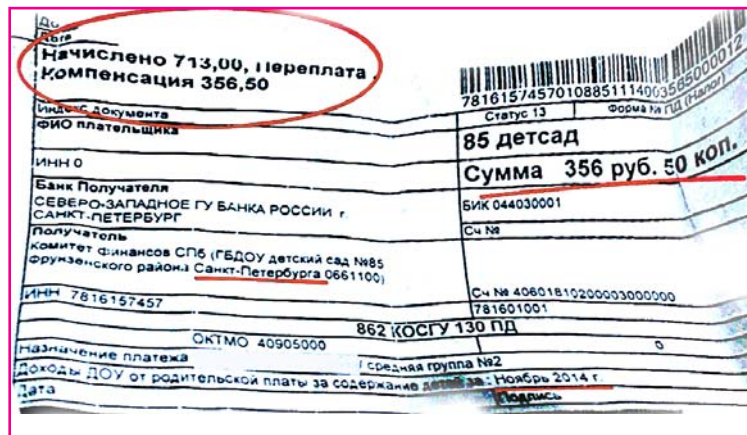 Начислено 713,00, Переплата
Компенсация 356,50
Индекс документа
ФИО плательщика
ИНН 0
Банк Получателя
СЕВЕРО-ЗАПАДНОЕ ГУ БАНКА РОССИИ г.
САНКТ-ПЕТЕРБУРГ
Получатель
Комитет финансов СПб (ГБДОУ детский сад №85
Фрунзенского района Санкт-Петербурга 0661100)
ИНН 7816157457
Статус 13 Форма № ПД (Налог)
85 детсад
Сумма 356 руб. 50 коп.
БИК 044030001
Сч №
Сч № 40601810200003000000
781601001
862 КОСГУ 130 ПД
ОКТМО 40905000 0
Назначение платежа средняя группа №2
Доходы ДОУ от родительской платы за содержание детей за : Ноябрь 2014 г.
Дата Подпись